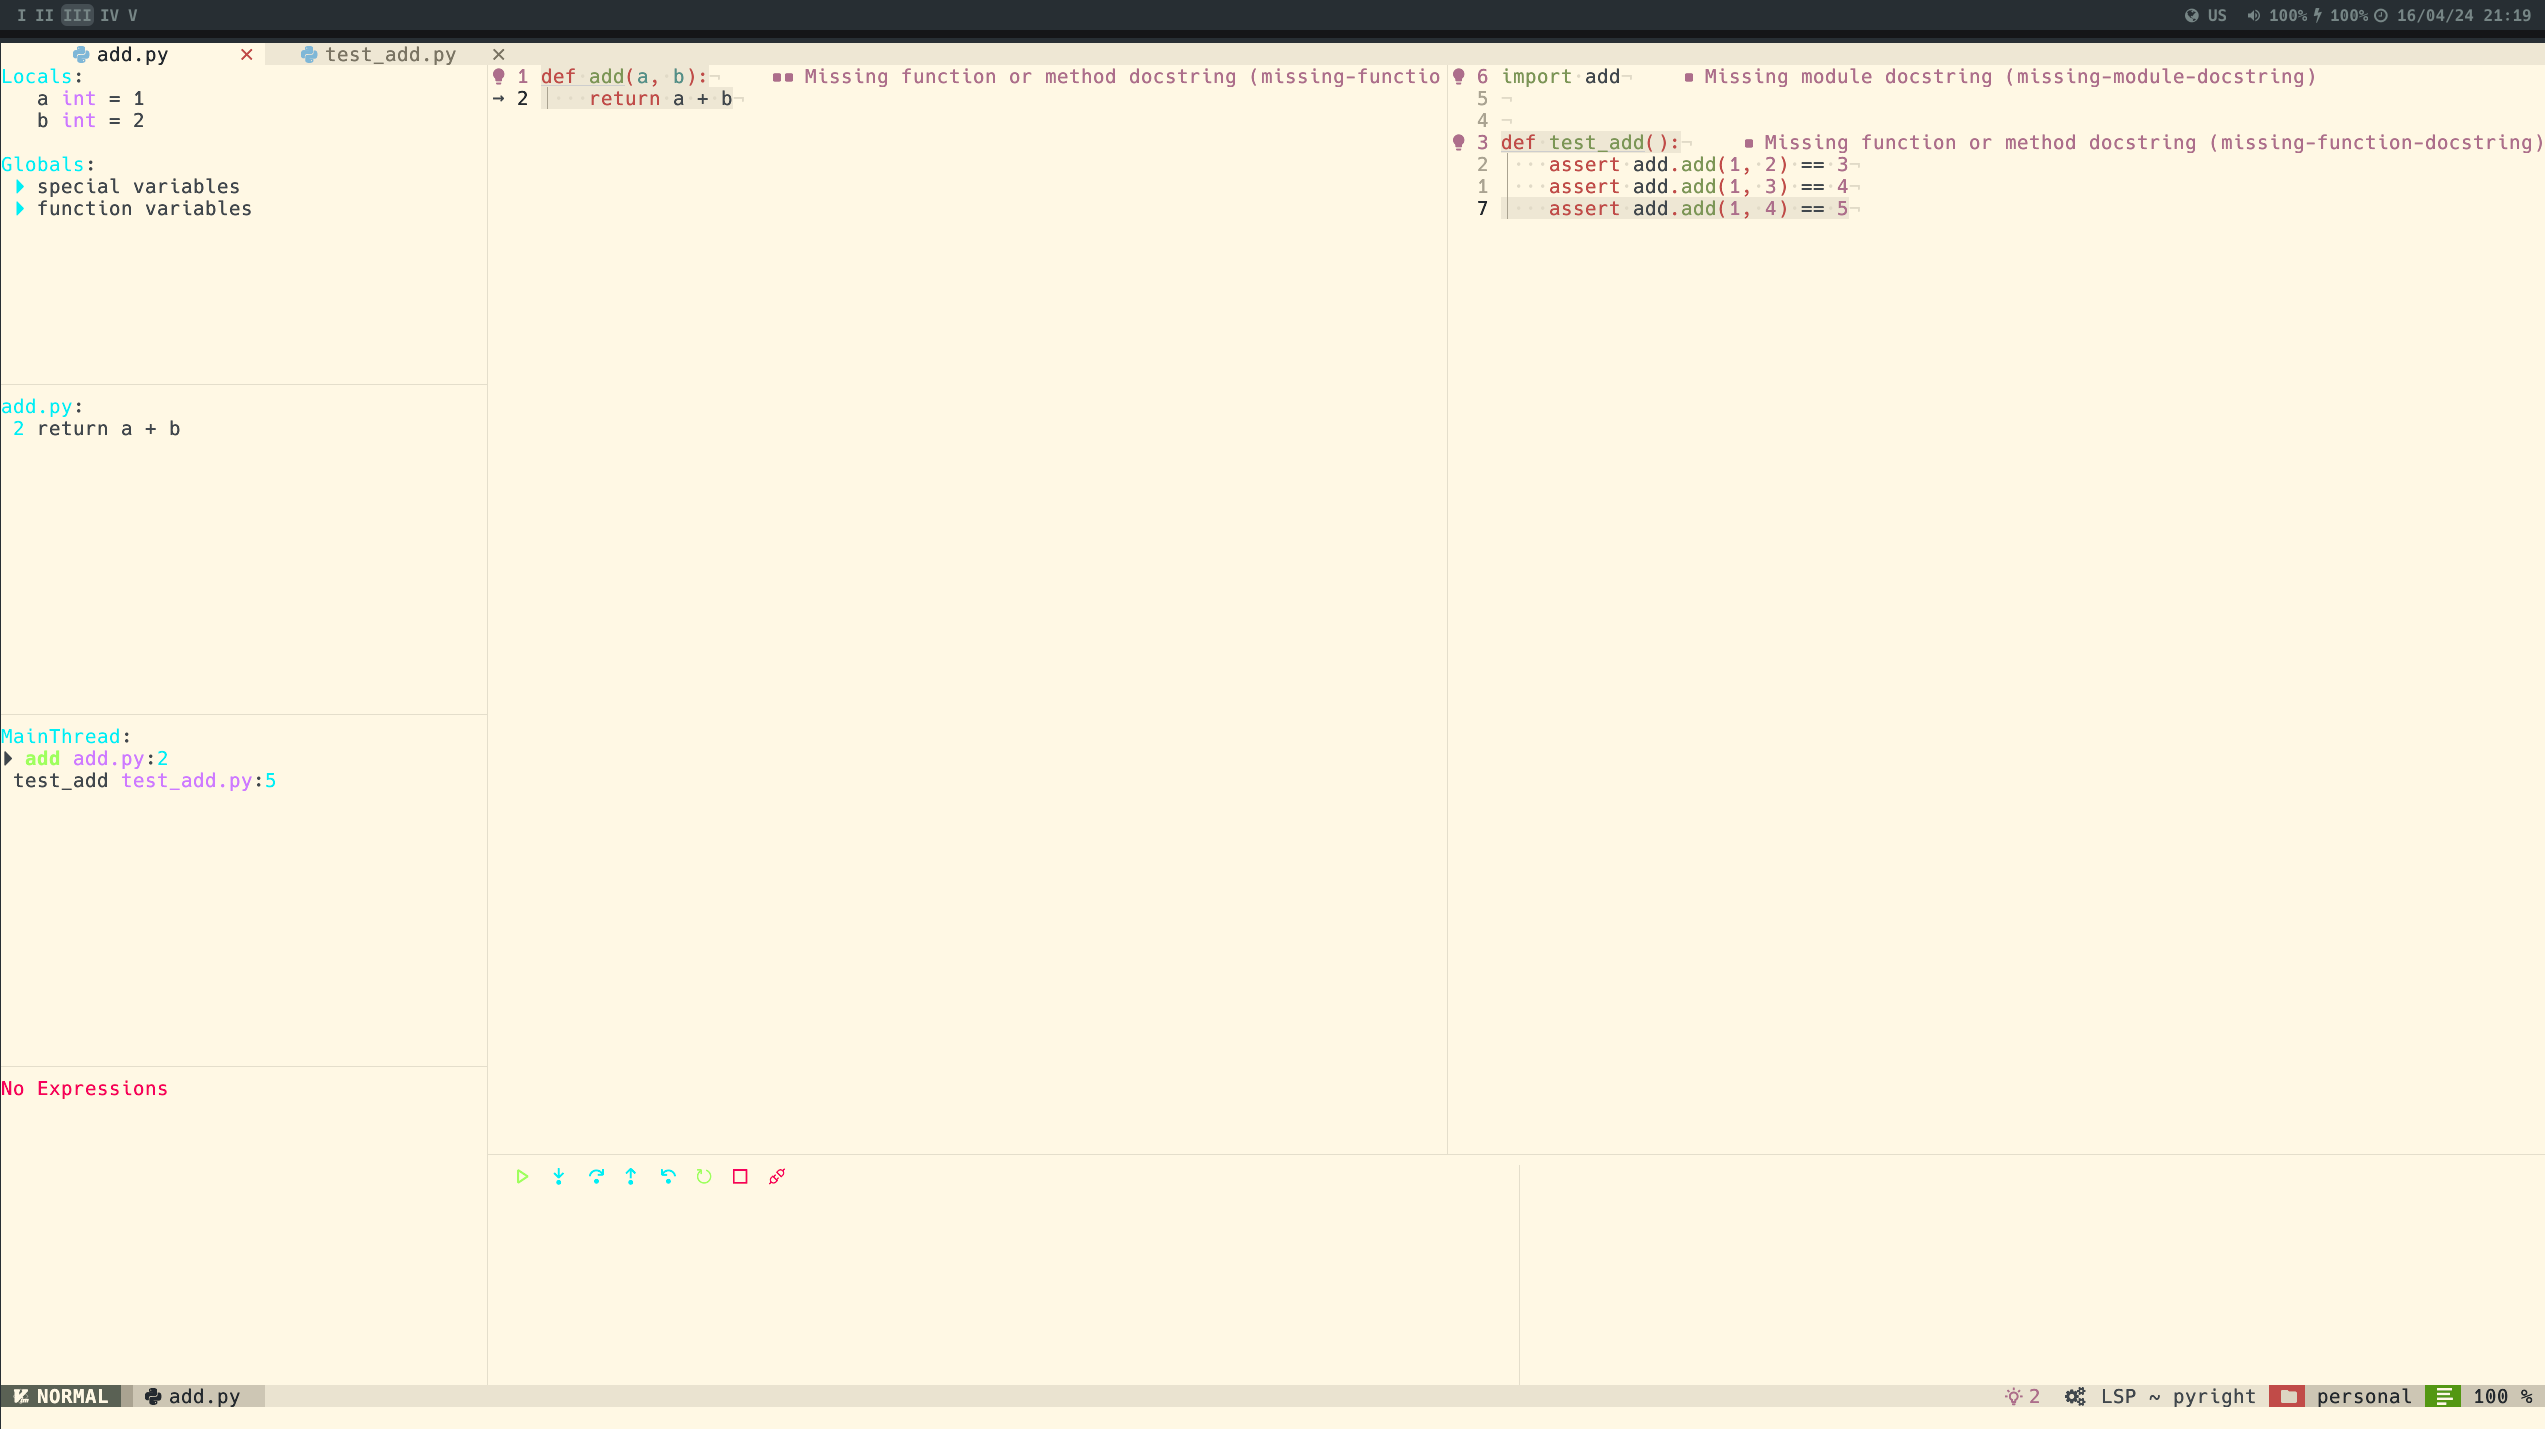 I II III IV V US 100% 100% 16/04/24 21:19
add.py × test_add.py ×
Locals:
a int = 1
b int = 2
Globals:
special variables
function variables
add.py:
2 return a + b
MainThread:
add add.py:2
test_add test_add.py:5
No Expressions
1 def add(a, b):¬ ■■ Missing function or method docstring (missing-functio
→ 2 return a + b¬
6 import add¬ ■ Missing module docstring (missing-module-docstring)
5 ¬
4 ¬
3 def test_add():¬ ■ Missing function or method docstring (missing-function-docstring)
2 assert add.add(1, 2) == 3¬
1 assert add.add(1, 3) == 4¬
7 assert add.add(1, 4) == 5¬
NORMAL add.py 2 LSP ~ pyright personal 100 %